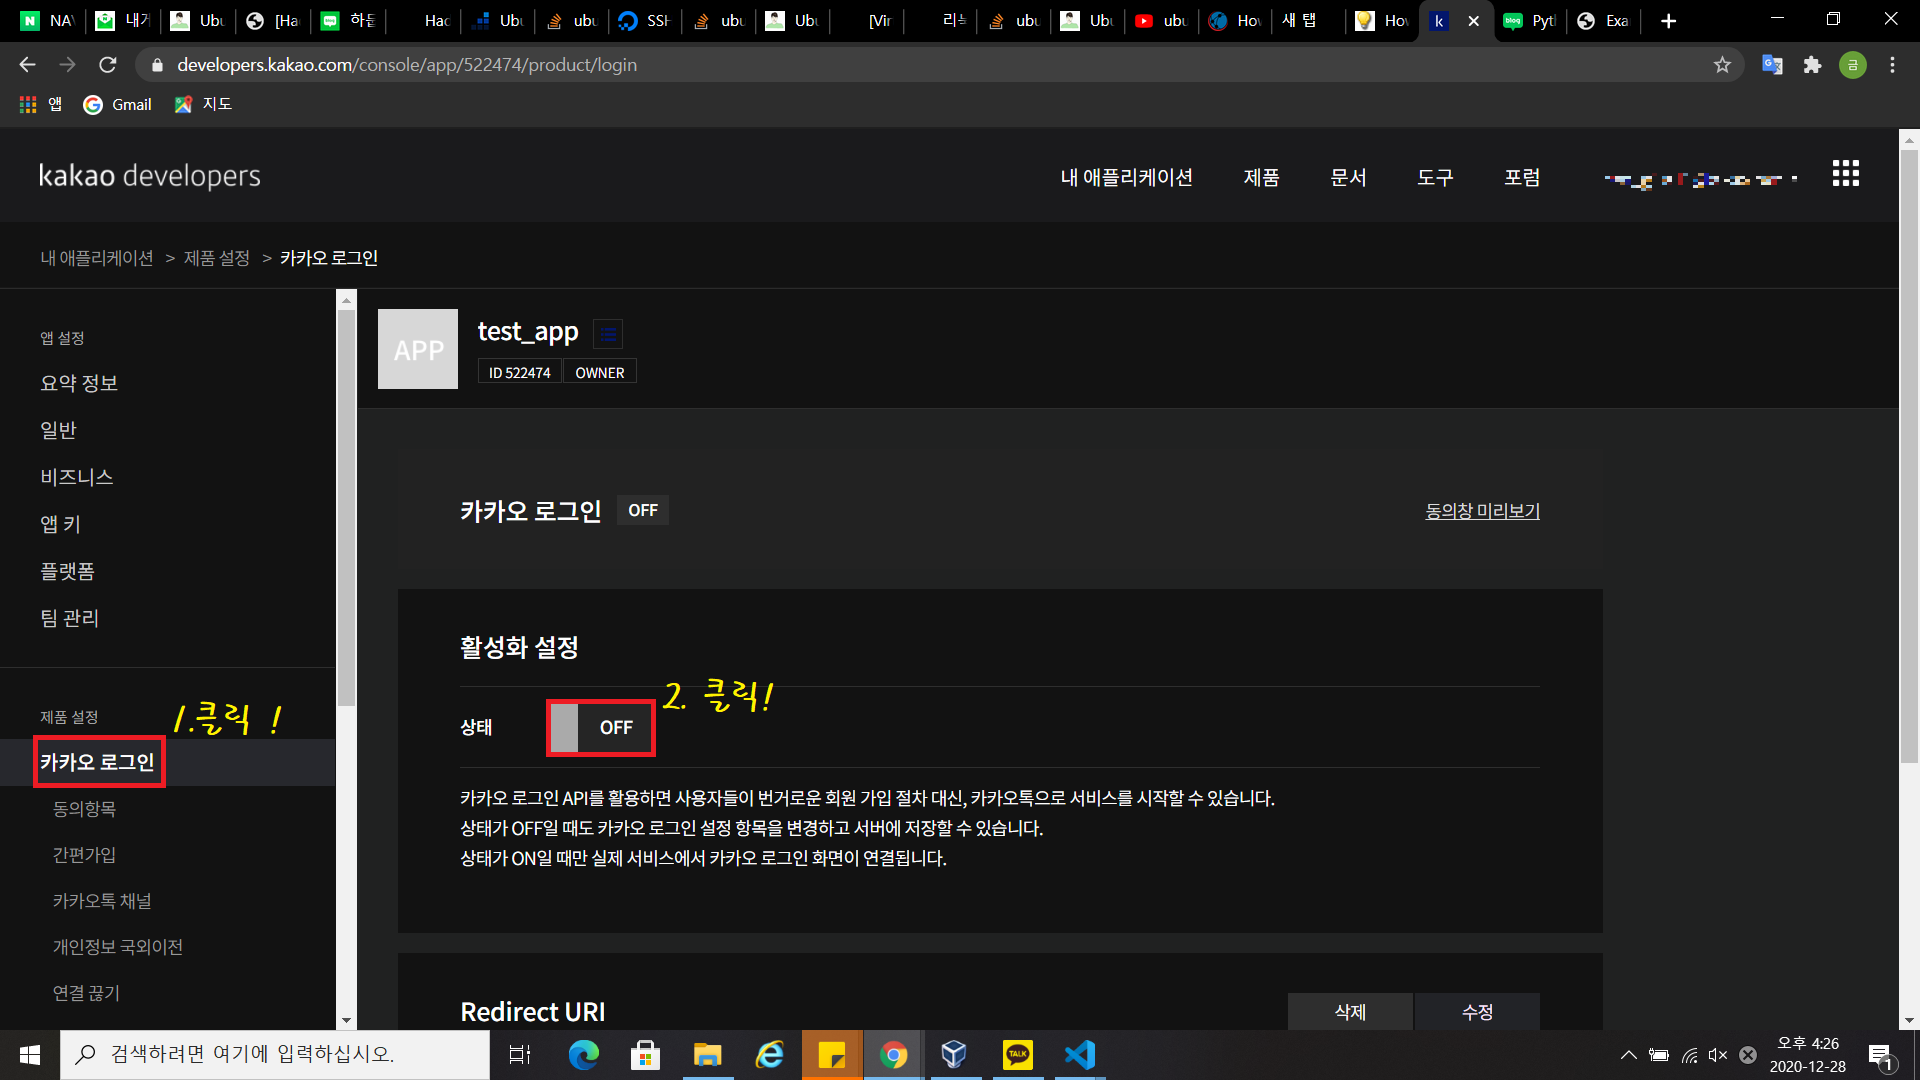 NAV
내거
Ubu
[Hac
하둡
Had
Ubu
ubu
SSH
ubu
Ubu
[Vir
리눅
ubu
Ubu
ubu
How
새 탭
How
k
Pyt
Exa
developers.kakao.com/console/app/522474/product/login
금
앱
Gmail
지도
kakao developers
내 애플리케이션
제품
문서
도구
포럼
내 애플리케이션 > 제품 설정 > 카카오 로그인
앱 설정
요약 정보
일반
비즈니스
앱 키
플랫폼
팀 관리
제품 설정
1.클릭 !
카카오 로그인
동의항목
간편가입
카카오톡 채널
개인정보 국외이전
연결 끊기
APP
test_app
ID 522474
OWNER
카카오 로그인
OFF
동의창 미리보기
활성화 설정
2. 클릭!
상태
OFF
카카오 로그인 API를 활용하면 사용자들이 번거로운 회원 가입 절차 대신, 카카오톡으로 서비스를 시작할 수 있습니다.
상태가 OFF일 때도 카카오 로그인 설정 항목을 변경하고 서버에 저장할 수 있습니다.
상태가 ON일 때만 실제 서비스에서 카카오 로그인 화면이 연결됩니다.
Redirect URI
삭제
수정
검색하려면 여기에 입력하십시오.
TALK
오후 4:26
2020-12-28
1